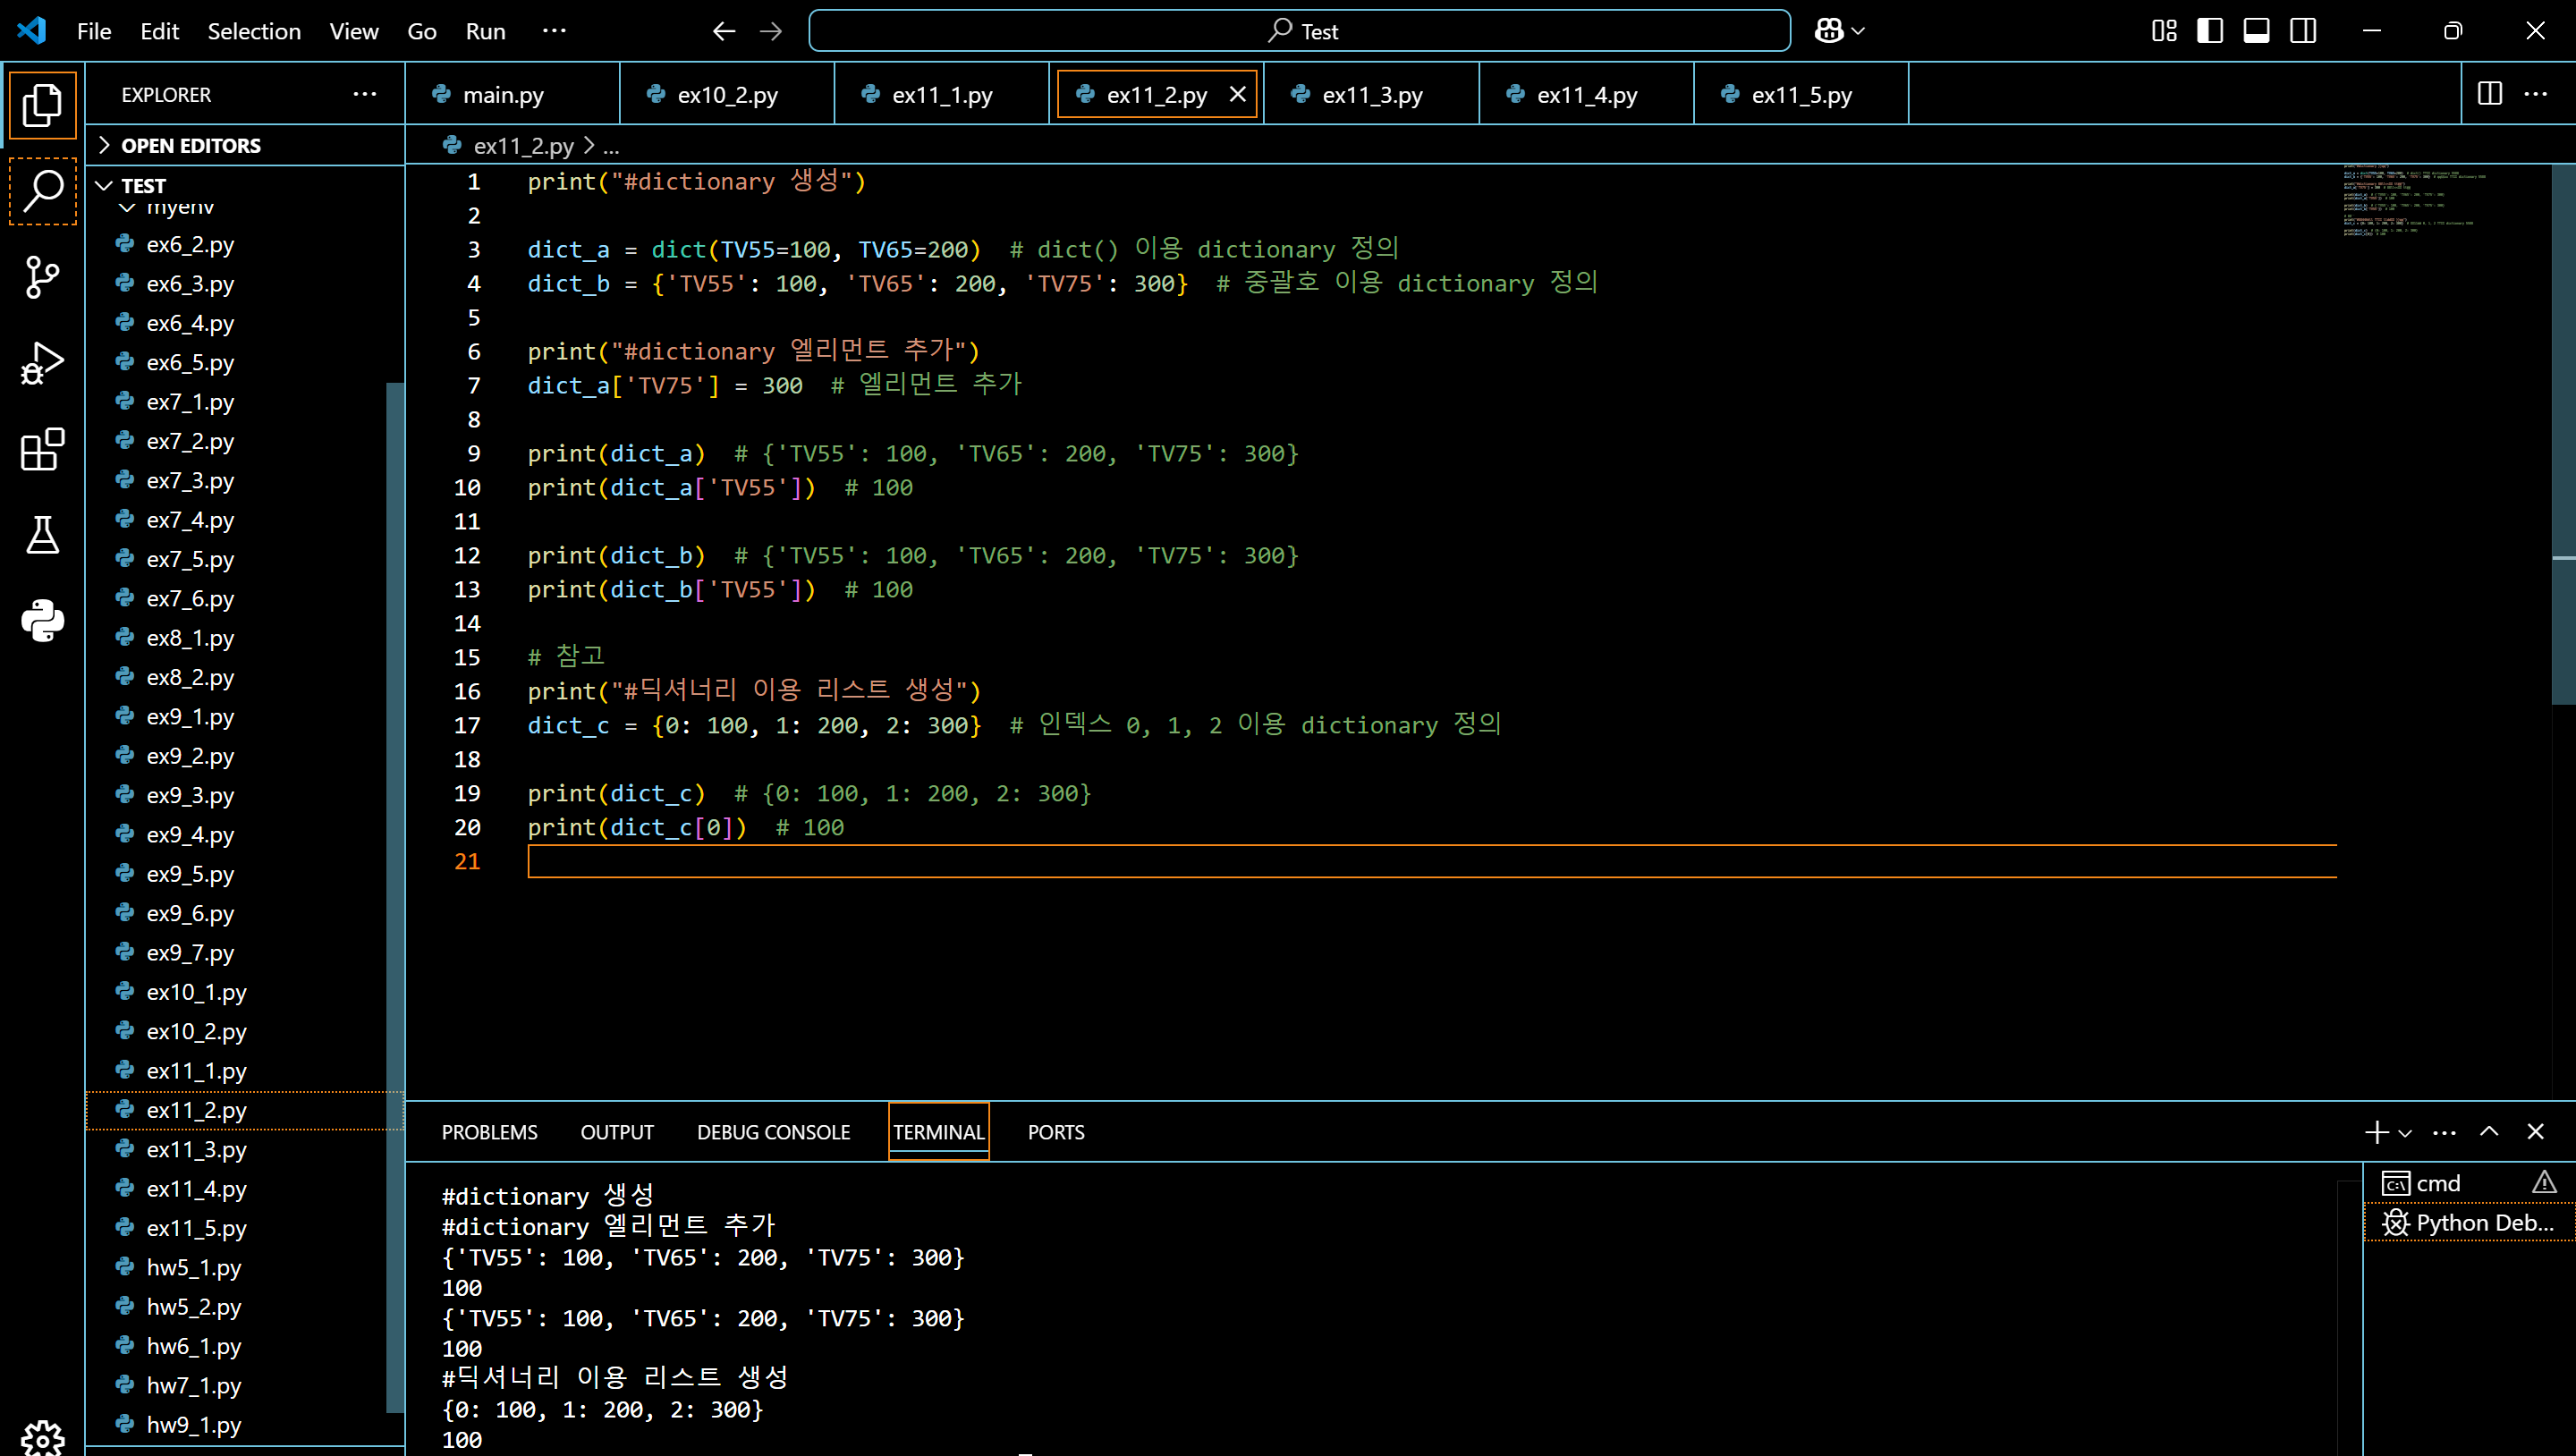 File Edit Selection View Go Run ···
Test
EXPLORER ···
main.py ex10_2.py ex11_1.py ex11_2.py ex11_3.py ex11_4.py ex11_5.py
OPEN EDITORS
ex11_2.py > ...
TEST
myenv
ex6_2.py
ex6_3.py
ex6_4.py
ex6_5.py
ex7_1.py
ex7_2.py
ex7_3.py
ex7_4.py
ex7_5.py
ex7_6.py
ex8_1.py
ex8_2.py
ex9_1.py
ex9_2.py
ex9_3.py
ex9_4.py
ex9_5.py
ex9_6.py
ex9_7.py
ex10_1.py
ex10_2.py
ex11_1.py
ex11_2.py
ex11_3.py
ex11_4.py
ex11_5.py
hw5_1.py
hw5_2.py
hw6_1.py
hw7_1.py
hw9_1.py
1 print("#dictionary 생성")
2
3 dict_a = dict(TV55=100, TV65=200)  # dict() 이용 dictionary 정의
4 dict_b = {'TV55': 100, 'TV65': 200, 'TV75': 300}  # 중괄호 이용 dictionary 정의
5
6 print("#dictionary 엘리먼트 추가")
7 dict_a['TV75'] = 300  # 엘리먼트 추가
8
9 print(dict_a)  # {'TV55': 100, 'TV65': 200, 'TV75': 300}
10 print(dict_a['TV55'])  # 100
11
12 print(dict_b)  # {'TV55': 100, 'TV65': 200, 'TV75': 300}
13 print(dict_b['TV55'])  # 100
14
15 # 참고
16 print("#딕셔너리 이용 리스트 생성")
17 dict_c = {0: 100, 1: 200, 2: 300}  # 인덱스 0, 1, 2 이용 dictionary 정의
18
19 print(dict_c)  # {0: 100, 1: 200, 2: 300}
20 print(dict_c[0])  # 100
21
PROBLEMS OUTPUT DEBUG CONSOLE TERMINAL PORTS
#dictionary 생성
#dictionary 엘리먼트 추가
{'TV55': 100, 'TV65': 200, 'TV75': 300}
100
{'TV55': 100, 'TV65': 200, 'TV75': 300}
100
#딕셔너리 이용 리스트 생성
{0: 100, 1: 200, 2: 300}
100
cmd
Python Deb...